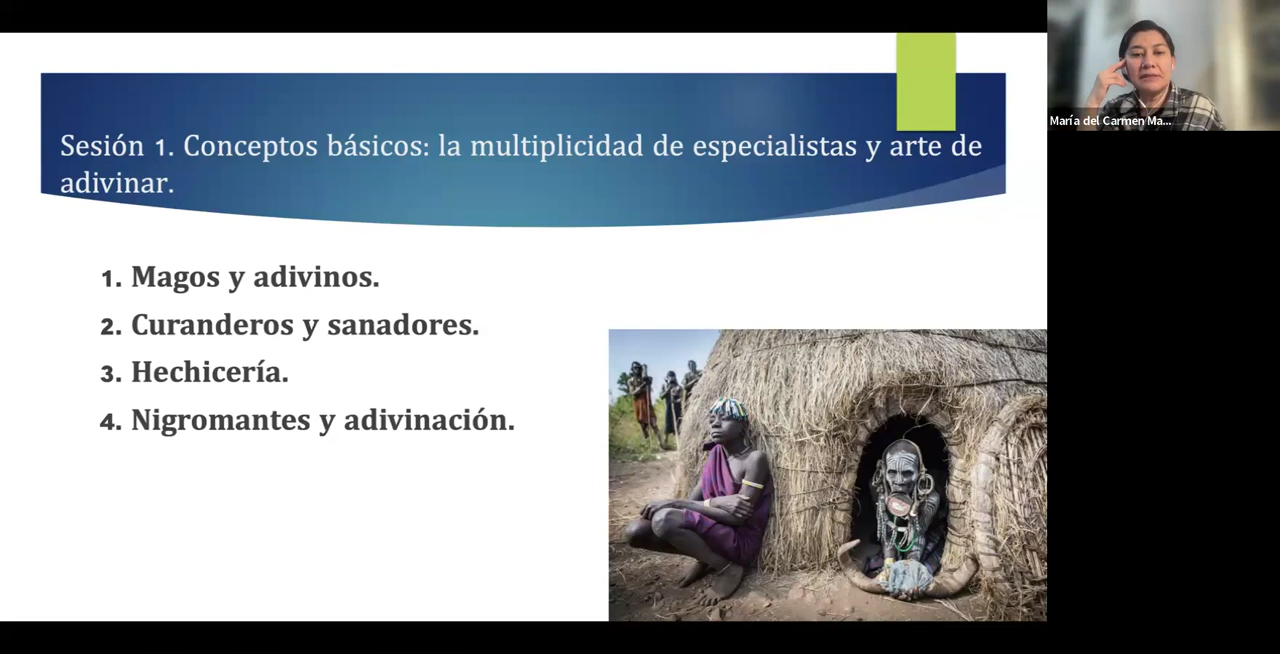 Sesión 1. Conceptos básicos: la multiplicidad de especialistas y arte de
adivinar.
1. Magos y adivinos.
2. Curanderos y sanadores.
3. Hechicería.
4. Nigromantes y adivinación.
María del Carmen Ma...